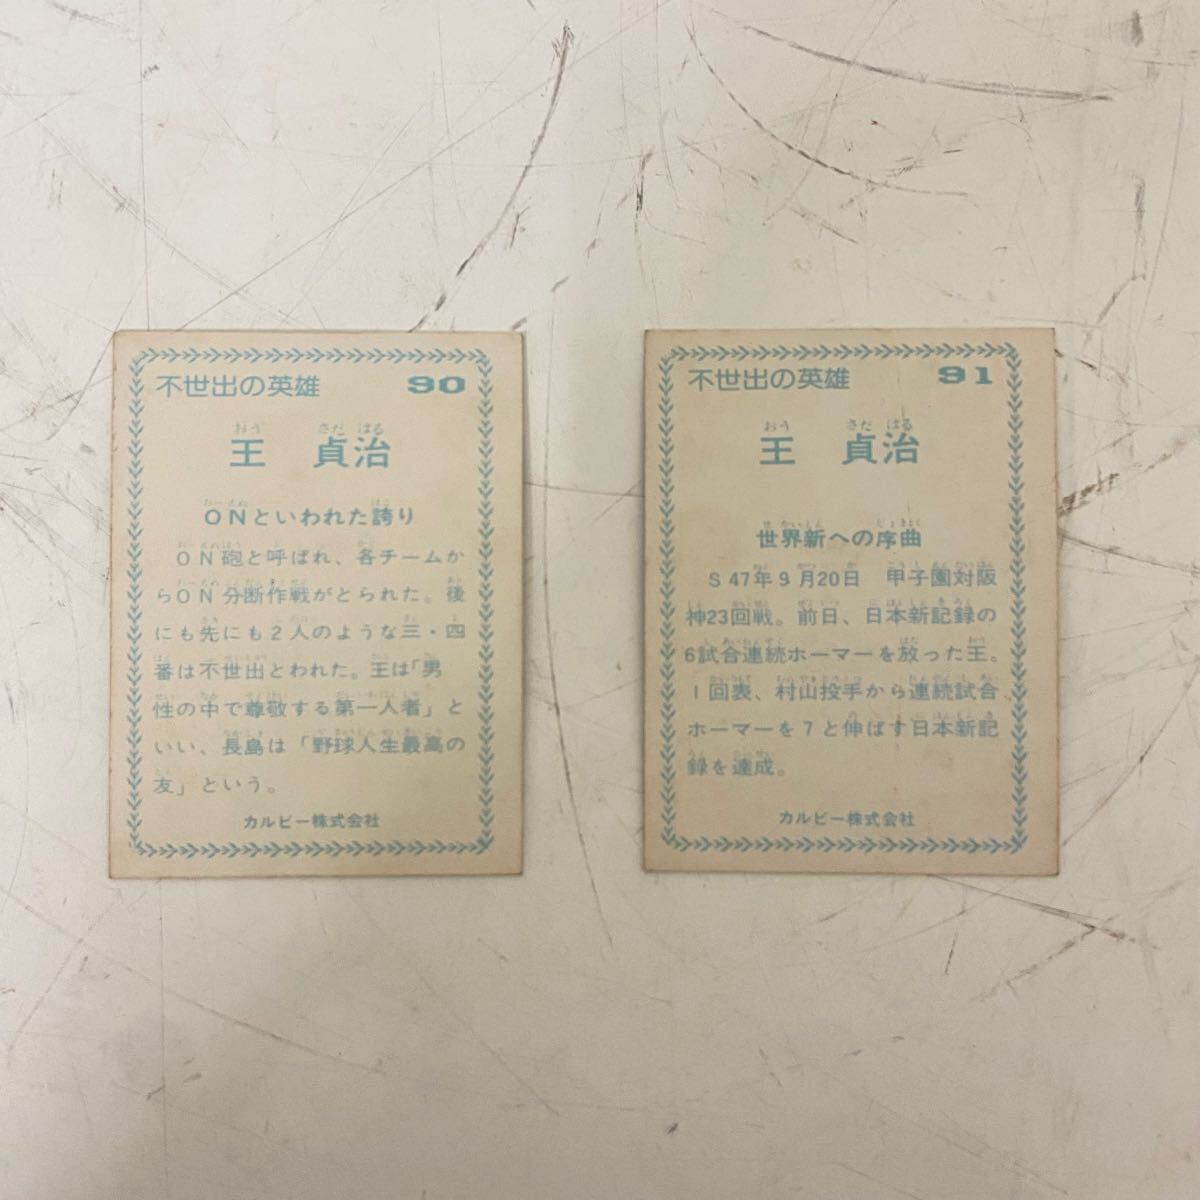 不世出の英雄 90
おう さだ はる
王 貞治
ONといわれた誇り
ON砲と呼ばれ、各チームか
らON分断作戦がとられた。後
にも先にも2人のような三・四
番は不世出とわれた。王は「男
性の中で尊敬する第一人者」と
いい、長島は「野球人生最高の
友」という。
カルビー株式会社
不世出の英雄 91
おう さだ はる
王 貞治
世界新への序曲
S47年9月20日 甲子園対阪
神23回戦。前日、日本新記録の
6試合連続ホーマーを放った王。
1回表、村山投手から連続試合
ホーマーを7と伸ばす日本新記
録を達成。
カルビー株式会社